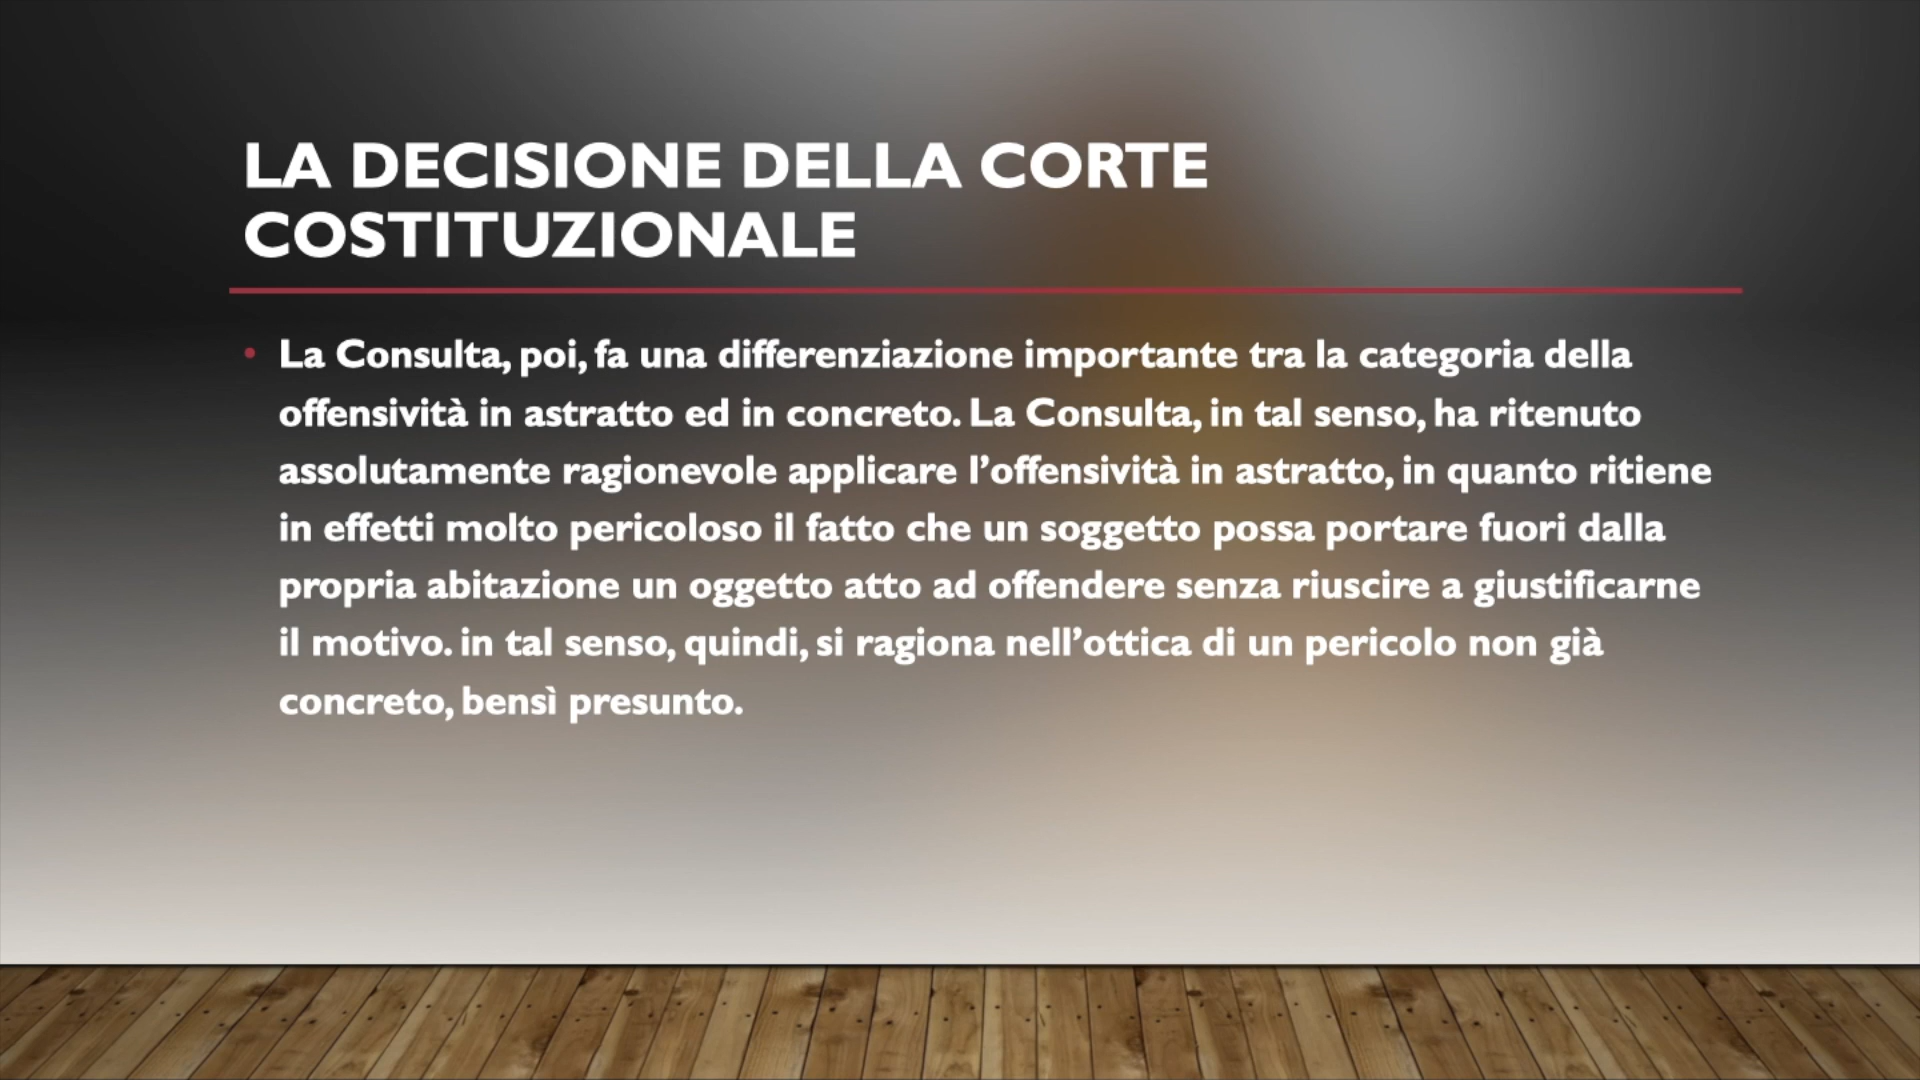 LA DECISIONE DELLA CORTE
COSTITUZIONALE
• La Consulta, poi, fa una differenziazione importante tra la categoria della
offensività in astratto ed in concreto. La Consulta, in tal senso, ha ritenuto
assolutamente ragionevole applicare l’offensività in astratto, in quanto ritiene
in effetti molto pericoloso il fatto che un soggetto possa portare fuori dalla
propria abitazione un oggetto atto ad offendere senza riuscire a giustificarne
il motivo. in tal senso, quindi, si ragiona nell’ottica di un pericolo non già
concreto, bensì presunto.